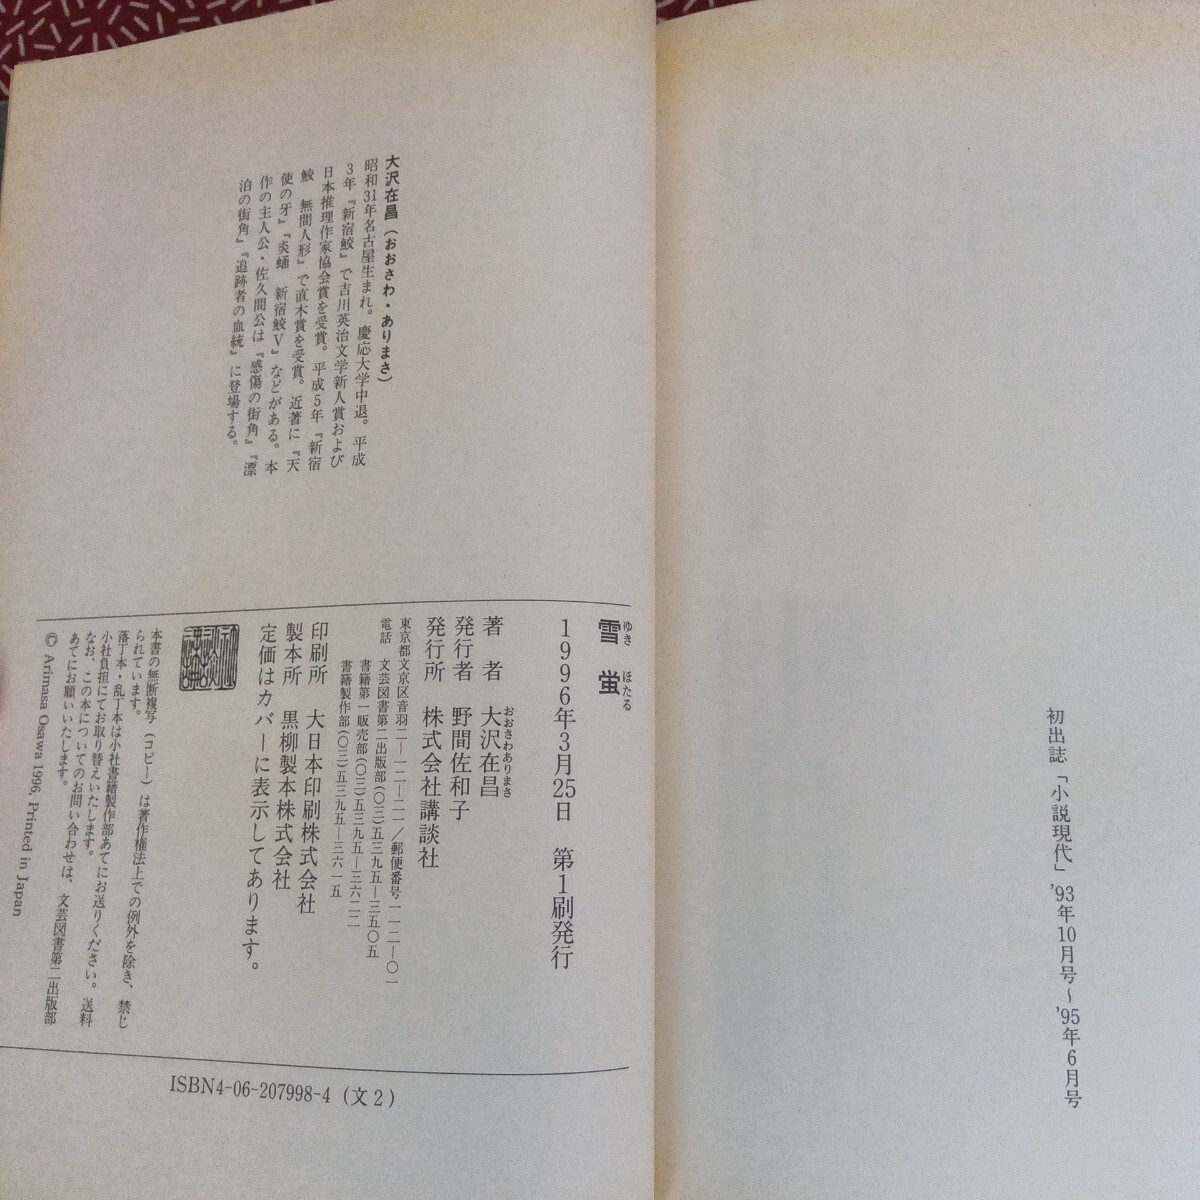 初出誌「小説現代」'93年10月号〜'95年6月号
大沢在昌(おおさわ・ありまさ)
昭和31年名古屋生まれ。慶応大学中退。平成
3年『新宿鮫』で吉川英治文学新人賞および
日本推理作家協会賞を受賞。平成5年『新宿
鮫 無間人形』で直木賞を受賞。近著に『天
使の牙』『炎蛹 新宿鮫V』などがある。本
作の主人公・佐久間公は『感傷の街角』『漂
泊の街角』『追跡者の血統』に登場する。
雪蛍
ゆき ほたる
1996年3月25日 第1刷発行
著者 大沢在昌
おおさわありまさ
発行者 野間佐和子
発行所 株式会社講談社
東京都文京区音羽二―一二―二一/郵便番号一一二―〇一
電話 文芸図書第二出版部(〇三)五三九五―三五〇五
書籍第一販売部(〇三)五三九五―三六二二
書籍製作部(〇三)五三九五―三六一五
印刷所 大日本印刷株式会社
製本所 黒柳製本株式会社
定価はカバーに表示してあります。
本書の無断複写(コピー)は著作権法上での例外を除き、禁じ
られています。
落丁本・乱丁本は小社書籍製作部あてにお送りください。送料
小社負担にてお取り替えいたします。
なお、この本についてのお問い合わせは、文芸図書第二出版部
あてにお願いいたします。
© Arimasa Osawa 1996, Printed in Japan
ISBN4-06-207998-4 (文2)